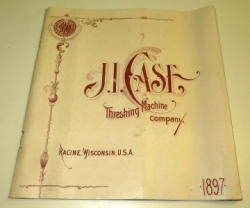 J.I. CASE
Threshing Machine
Company.
RACINE, WISCONSIN. U.S.A.
1897